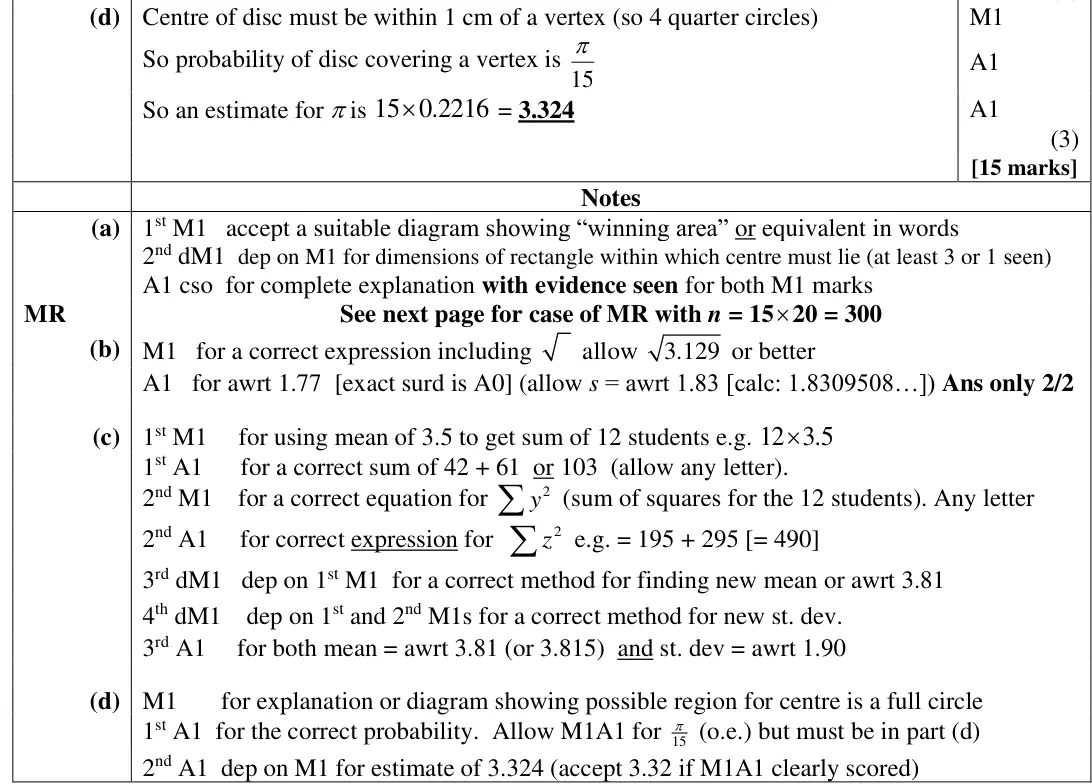 (d) Centre of disc must be within 1 cm of a vertex (so 4 quarter circles) M1
So probability of disc covering a vertex is π/15 A1
So an estimate for π is 15×0.2216 = 3.324 A1
(3)
[15 marks]
Notes
(a) 1st M1 accept a suitable diagram showing “winning area” or equivalent in words
2nd dM1 dep on M1 for dimensions of rectangle within which centre must lie (at least 3 or 1 seen)
A1 cso for complete explanation with evidence seen for both M1 marks
MR See next page for case of MR with n = 15×20 = 300
(b) M1 for a correct expression including √ allow √3.129 or better
A1 for awrt 1.77 [exact surd is A0] (allow s = awrt 1.83 [calc: 1.8309508…]) Ans only 2/2
(c) 1st M1 for using mean of 3.5 to get sum of 12 students e.g. 12×3.5
1st A1 for a correct sum of 42 + 61 or 103 (allow any letter).
2nd M1 for a correct equation for ∑y² (sum of squares for the 12 students). Any letter
2nd A1 for correct expression for ∑z² e.g. = 195 + 295 [= 490]
3rd dM1 dep on 1st M1 for a correct method for finding new mean or awrt 3.81
4th dM1 dep on 1st and 2nd M1s for a correct method for new st. dev.
3rd A1 for both mean = awrt 3.81 (or 3.815) and st. dev = awrt 1.90
(d) M1 for explanation or diagram showing possible region for centre is a full circle
1st A1 for the correct probability. Allow M1A1 for π/15 (o.e.) but must be in part (d)
2nd A1 dep on M1 for estimate of 3.324 (accept 3.32 if M1A1 clearly scored)